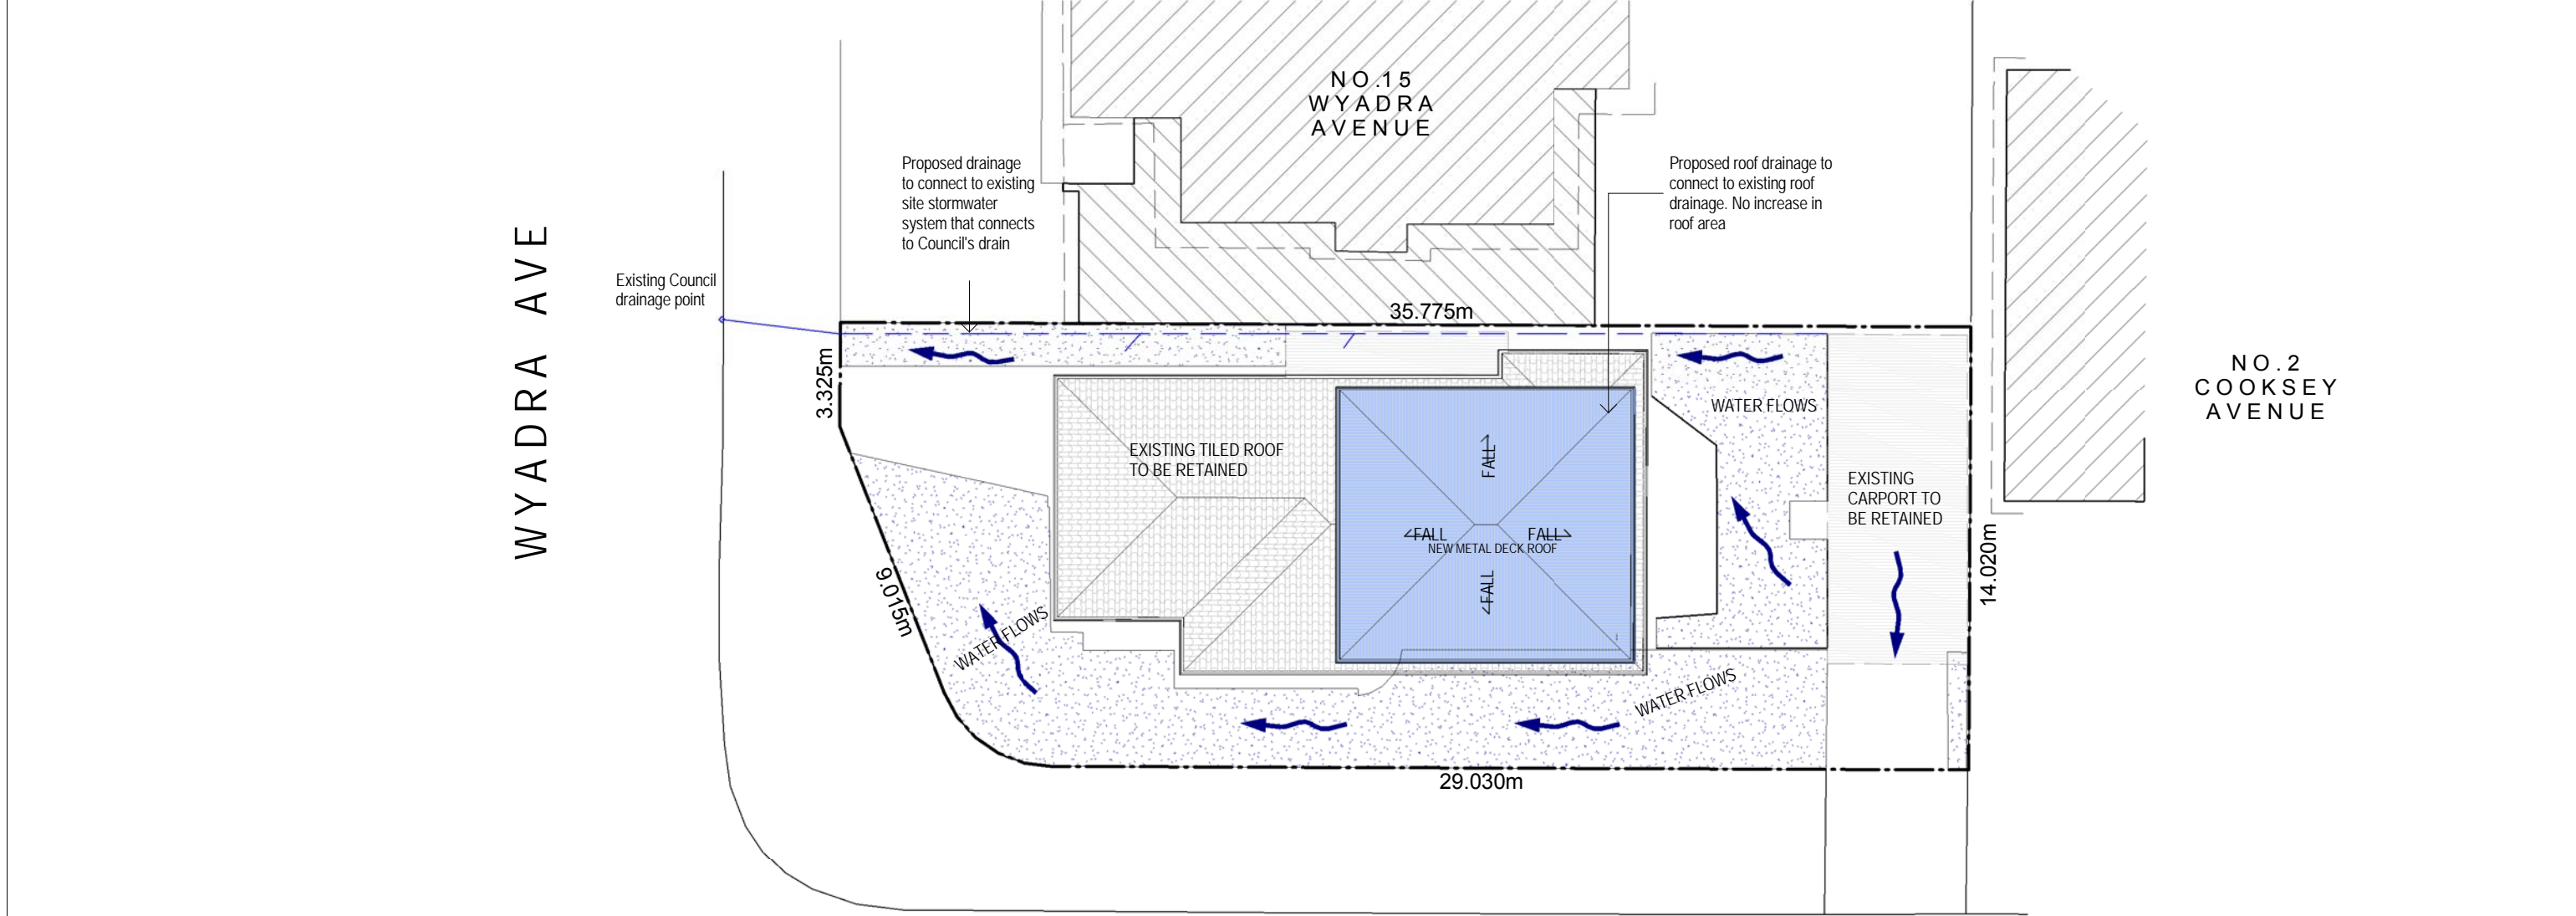 NO.15
WYADRA
AVENUE
Proposed drainage
to connect to existing
site stormwater
system that connects
to Council's drain
Proposed roof drainage to
connect to existing roof
drainage. No increase in
roof area
WYADRA AVE
Existing Council
drainage point
35.775m
3.325m
NO.2
COOKSEY
AVENUE
WATER FLOWS
EXISTING TILED ROOF
TO BE RETAINED
FALL
EXISTING
CARPORT TO
BE RETAINED
FALL
FALL
NEW METAL DECK ROOF
FALL
14.020m
9.015m
WATER FLOWS
WATER FLOWS
29.030m